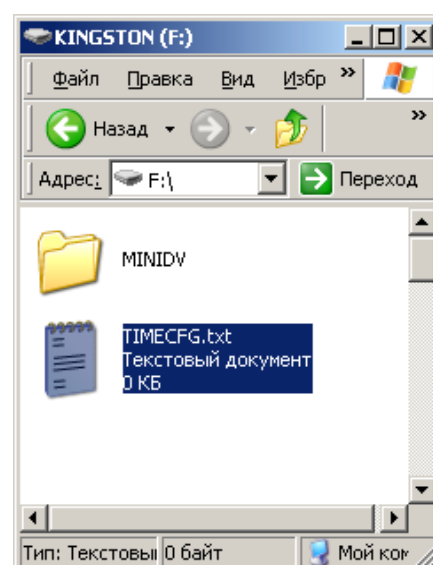 KINGSTON (F:)
Файл Правка Вид Избр »
Назад »
Адрес: F:\ Переход
MINIDV
TIMECFG.txt
Текстовый документ
0 КБ
Тип: Текстовы 0 байт Мой ком